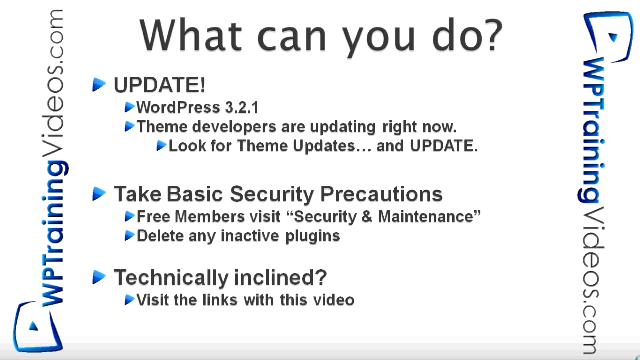 What can you do?
UPDATE!
WordPress 3.2.1
Theme developers are updating right now.
Look for Theme Updates… and UPDATE.
Take Basic Security Precautions
Free Members visit “Security & Maintenance”
Delete any inactive plugins
Technically inclined?
Visit the links with this video
WPTrainingVideos.com
WPTrainingVideos.com